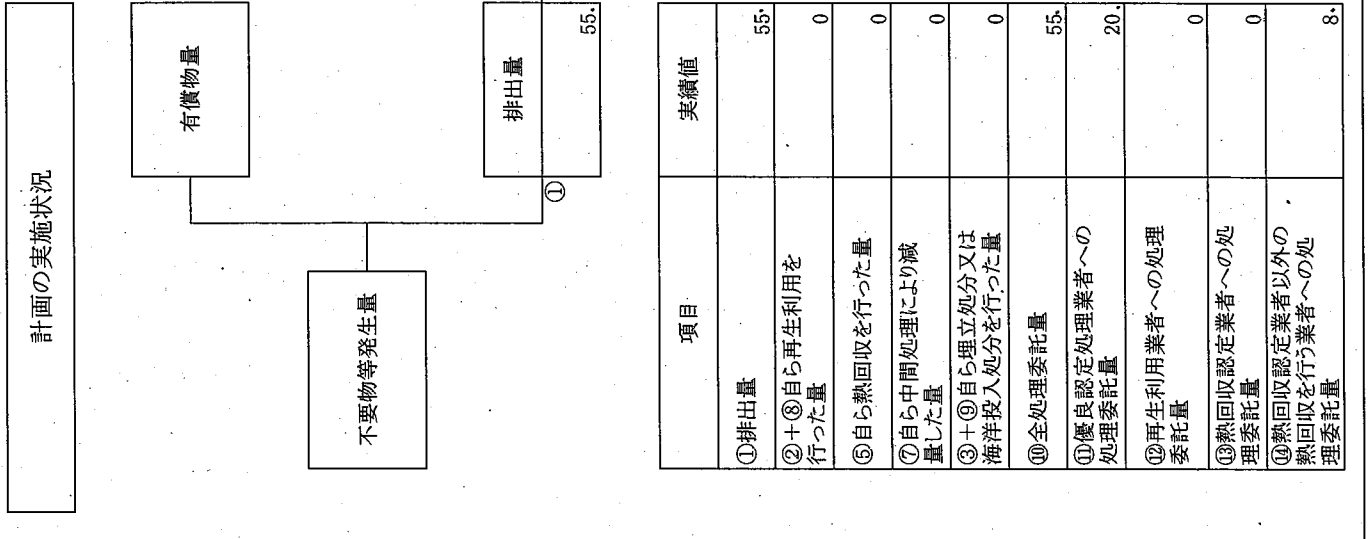 計画の実施状況
不要物等発生量
有償物量
①
排出量
55.
項目
実績値
①排出量
55.
②+⑧自ら再生利用を
行った量
0
⑤自ら熱回収を行った量
0
⑦自ら中間処理により減
量した量
0
③+⑨自ら埋立処分又は
海洋投入処分を行った量
0
⑩全処理委託量
55.
⑪優良認定処理業者への
処理委託量
20.
⑫再生利用業者への処理
委託量
0
⑬熱回収認定業者への処
理委託量
0
⑭熱回収認定業者以外の
熱回収を行う業者への処
理委託量
8.